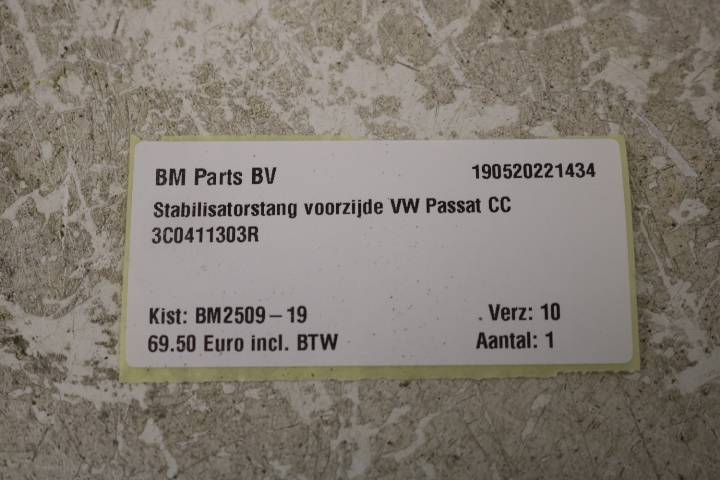 BM Parts BV 190520221434
Stabilisatorstang voorzijde VW Passat CC
3C0411303R
Kist: BM2509-19 Verz: 10
69.50 Euro incl. BTW Aantal: 1